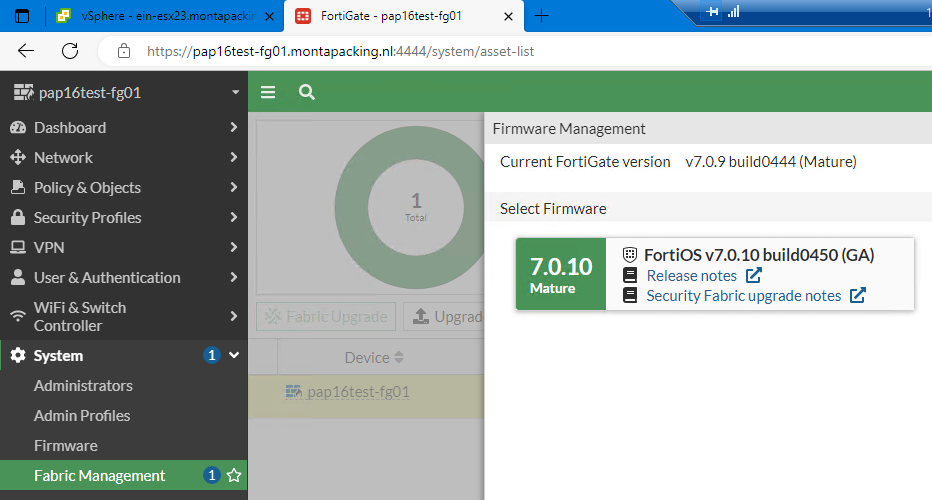 vSphere - ein-esx23.montapacking
FortiGate - pap16test-fg01
https://pap16test-fg01.montapacking.nl:4444/system/asset-list
pap16test-fg01
Dashboard
Network
Policy & Objects
Security Profiles
VPN
User & Authentication
WiFi & Switch
Controller
System 1
Administrators
Admin Profiles
Firmware
Fabric Management 1
1
Total
Fabric Upgrade
Upgrad
Device
pap16test-fg01
Firmware Management
Current FortiGate version v7.0.9 build0444 (Mature)
Select Firmware
7.0.10
Mature
FortiOS v7.0.10 build0450 (GA)
Release notes
Security Fabric upgrade notes